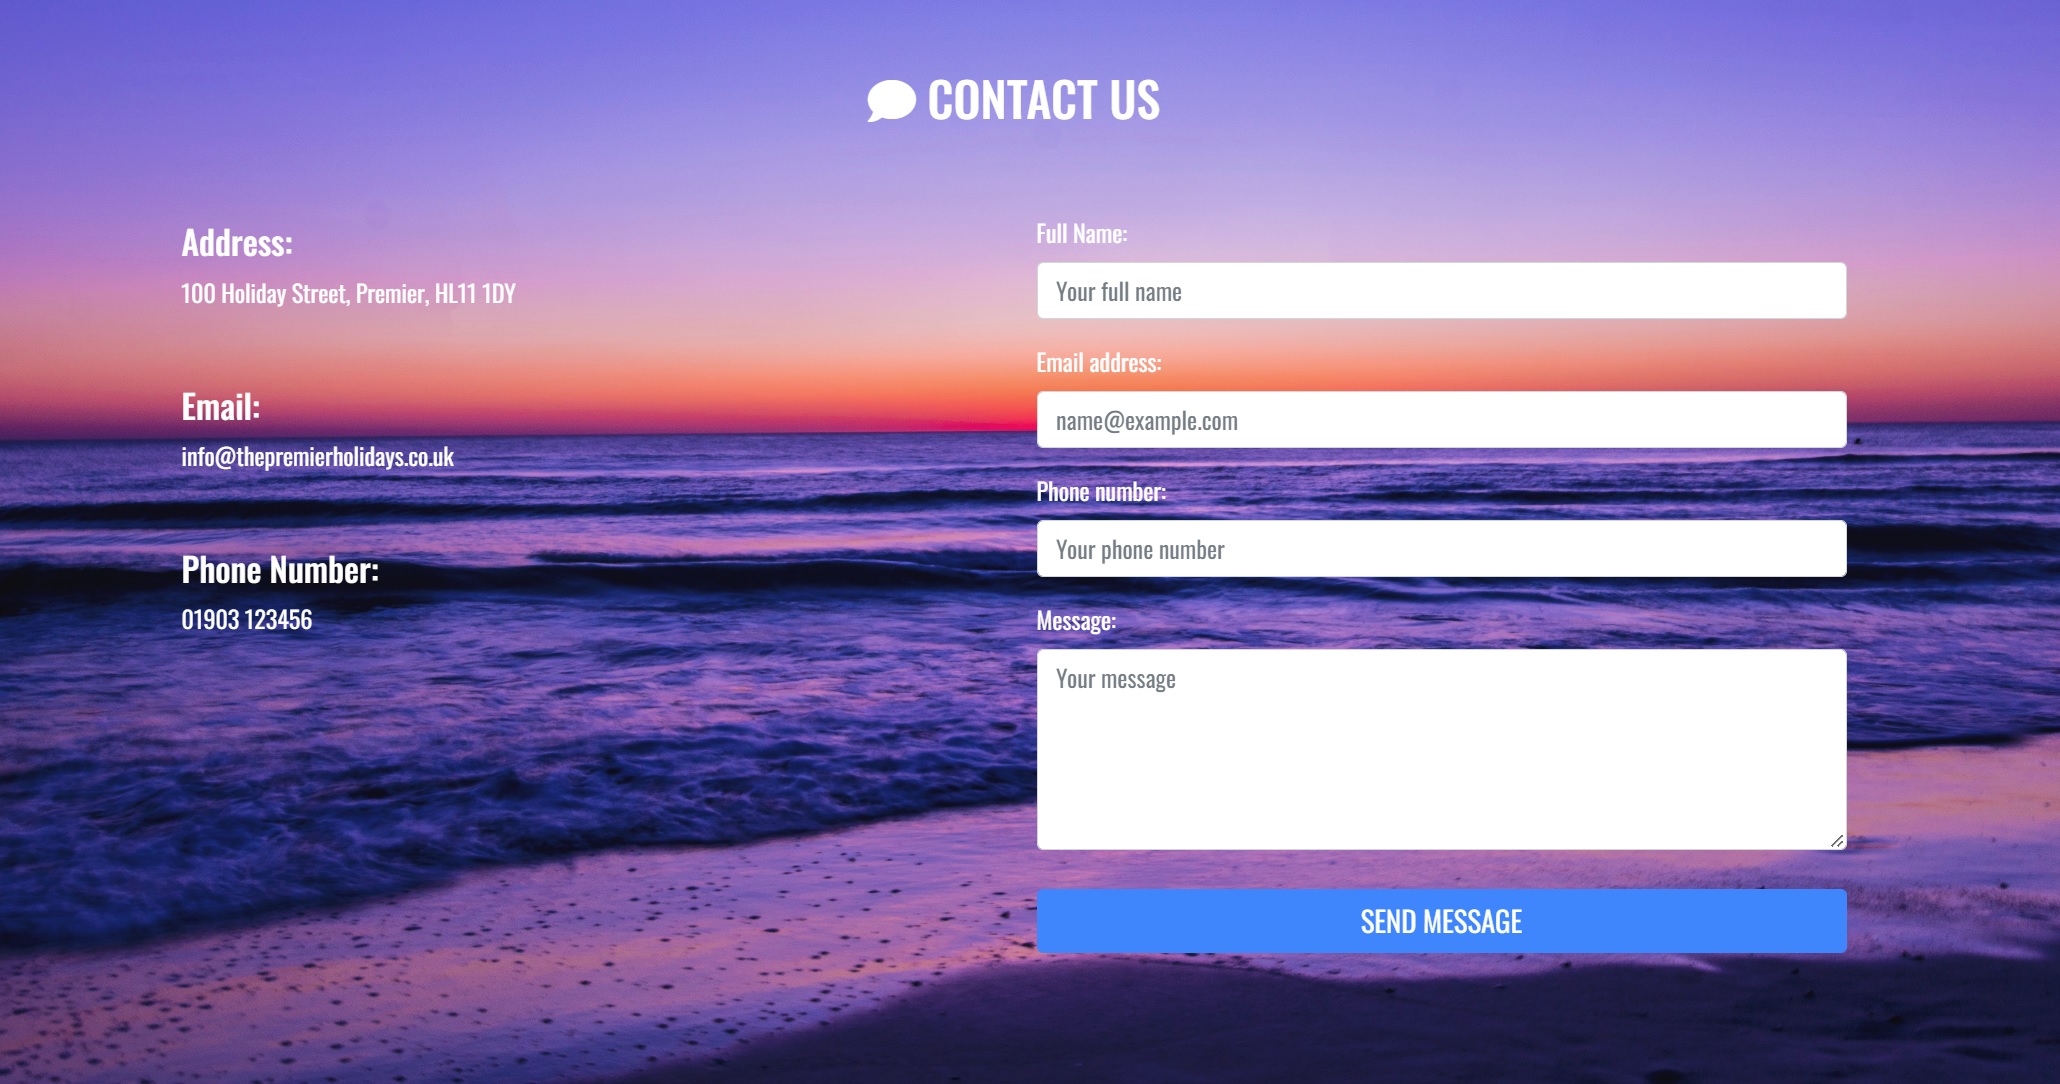 CONTACT US
Address:
100 Holiday Street, Premier, HL11 1DY
Email:
info@thepremierholidays.co.uk
Phone Number:
01903 123456
Full Name:
Your full name
Email address:
name@example.com
Phone number:
Your phone number
Message:
Your message
SEND MESSAGE